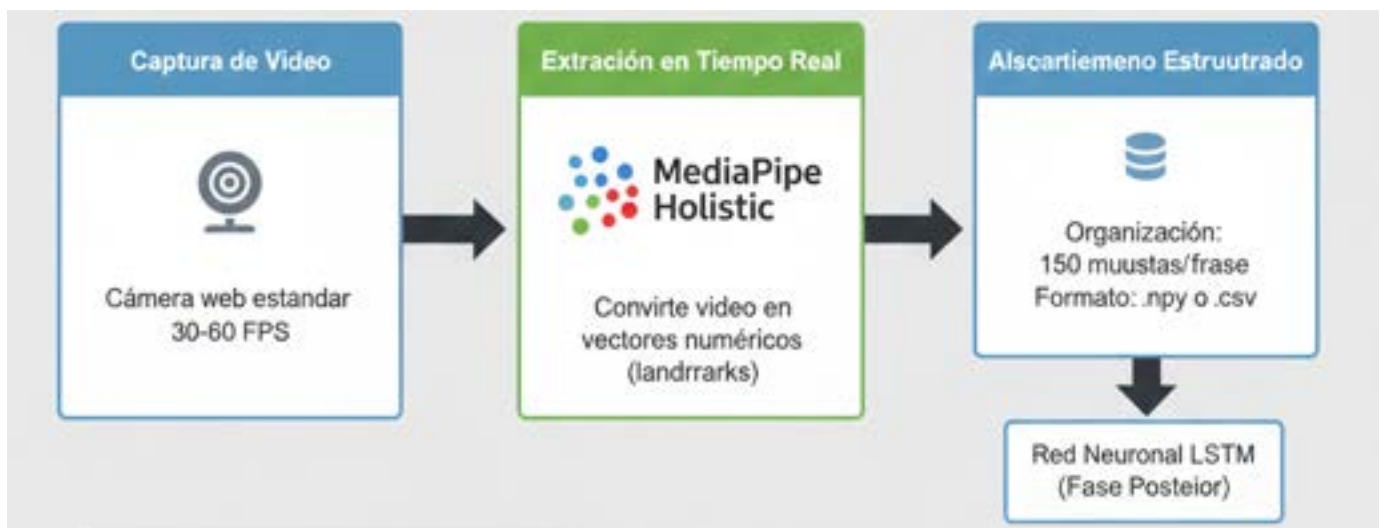 Captura de Video
Cámera web estandar
30-60 FPS
Extración en Tiempo Real
MediaPipe
Holistic
Convirte video en
vectores numéricos
(landrrarks)
Alscartiemeno Estruutrado
Organización:
150 muustas/frase
Formato: .npy o .csv
Red Neuronal LSTM
(Fase Posteior)